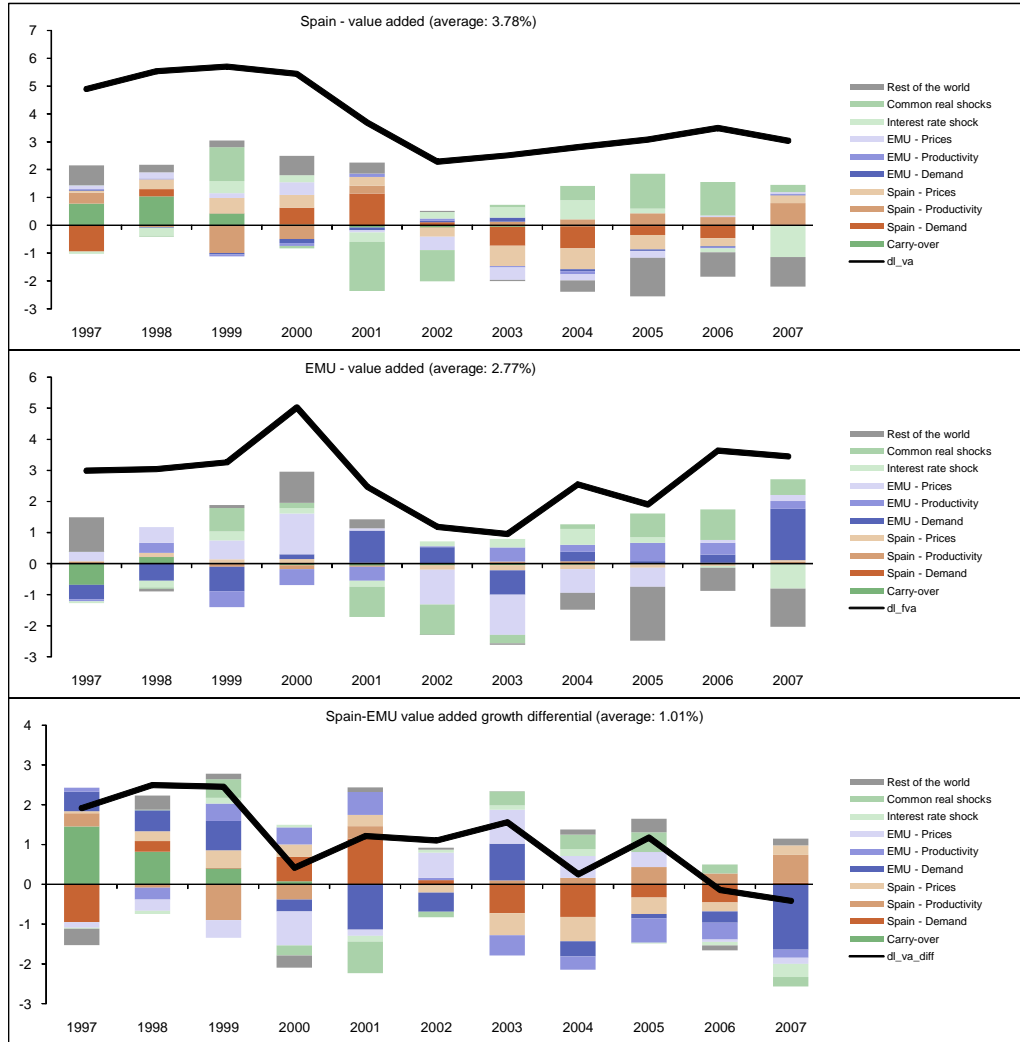 Spain - value added (average: 3.78%)
7
6
5
4
3
2
1
0
-1
-2
-3
1997 1998 1999 2000 2001 2002 2003 2004 2005 2006 2007
Rest of the world
Common real shocks
Interest rate shock
EMU - Prices
EMU - Productivity
EMU - Demand
Spain - Prices
Spain - Productivity
Spain - Demand
Carry-over
dl_va
EMU - value added (average: 2.77%)
6
5
4
3
2
1
0
-1
-2
-3
1997 1998 1999 2000 2001 2002 2003 2004 2005 2006 2007
Rest of the world
Common real shocks
Interest rate shock
EMU - Prices
EMU - Productivity
EMU - Demand
Spain - Prices
Spain - Productivity
Spain - Demand
Carry-over
dl_fva
Spain-EMU value added growth differential (average: 1.01%)
4
3
2
1
0
-1
-2
-3
1997 1998 1999 2000 2001 2002 2003 2004 2005 2006 2007
Rest of the world
Common real shocks
Interest rate shock
EMU - Prices
EMU - Productivity
EMU - Demand
Spain - Prices
Spain - Productivity
Spain - Demand
Carry-over
dl_va_diff